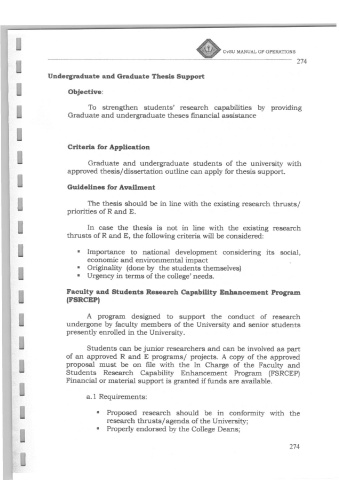 CvSU MANUAL OF OPERATIONS
274
Undergraduate and Graduate Thesis Support
Objective:
To strengthen students' research capabilities by providing
Graduate and undergraduate theses financial assistance
Criteria for Application
Graduate and undergraduate students of the university with
approved thesis/dissertation outline can apply for thesis support.
Guidelines for Availment
The thesis should be in line with the existing research thrusts/
priorities of R and E.
In case the thesis is not in line with the existing research
thrusts of R and E, the following criteria will be considered:
• Importance to national development considering its social,
economic and environmental impact
• Originality (done by the students themselves)
• Urgency in terms of the college' needs.
Faculty and Students Research Capability Enhancement Program
(FSRCEP)
A program designed to support the conduct of research
undergone by faculty members of the University and senior students
presently enrolled in the University.
Students can be junior researchers and can be involved as part
of an approved R and E programs/ projects. A copy of the approved
proposal must be on file with the In Charge of the Faculty and
Students Research Capability Enhancement Program (FSRCEP)
Financial or material support is granted if funds are available.
a.1 Requirements:
• Proposed research should be in conformity with the
research thrusts/agenda of the University;
• Properly endorsed by the College Deans;
274